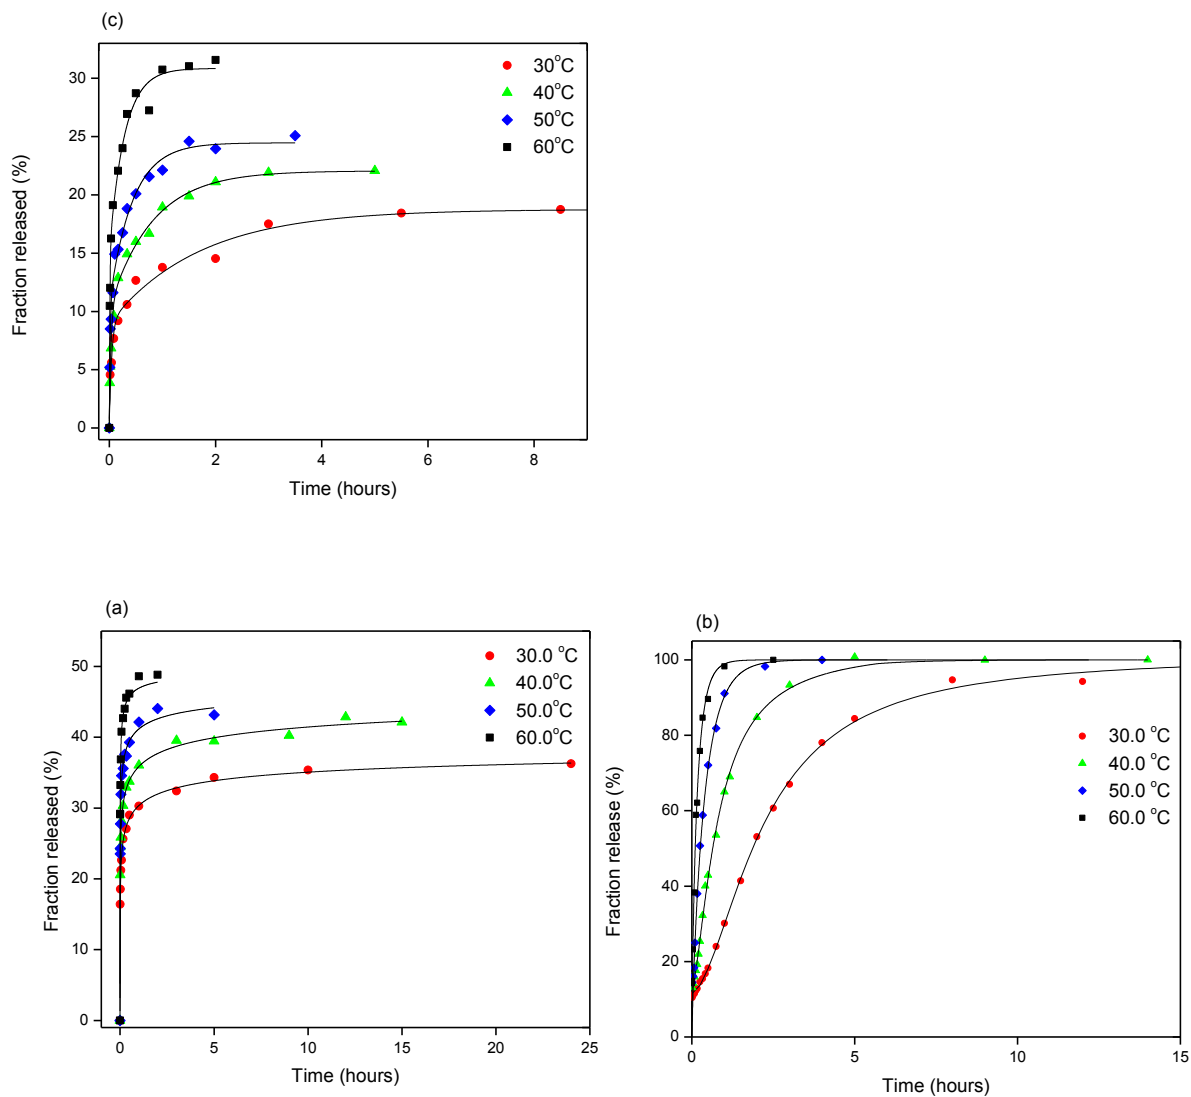 (c)
30°C
40°C
50°C
60°C
Fraction released (%)
30
25
20
15
10
5
0
0 2 4 6 8
Time (hours)
(a)
30.0 °C
40.0°C
50.0°C
60.0°C
Fraction released (%)
50
40
30
20
10
0
0 5 10 15 20 25
Time (hours)
(b)
30.0 °C
40.0 °C
50.0 °C
60.0 °C
Fraction release (%)
100
80
60
40
20
0
0 5 10 15
Time (hours)